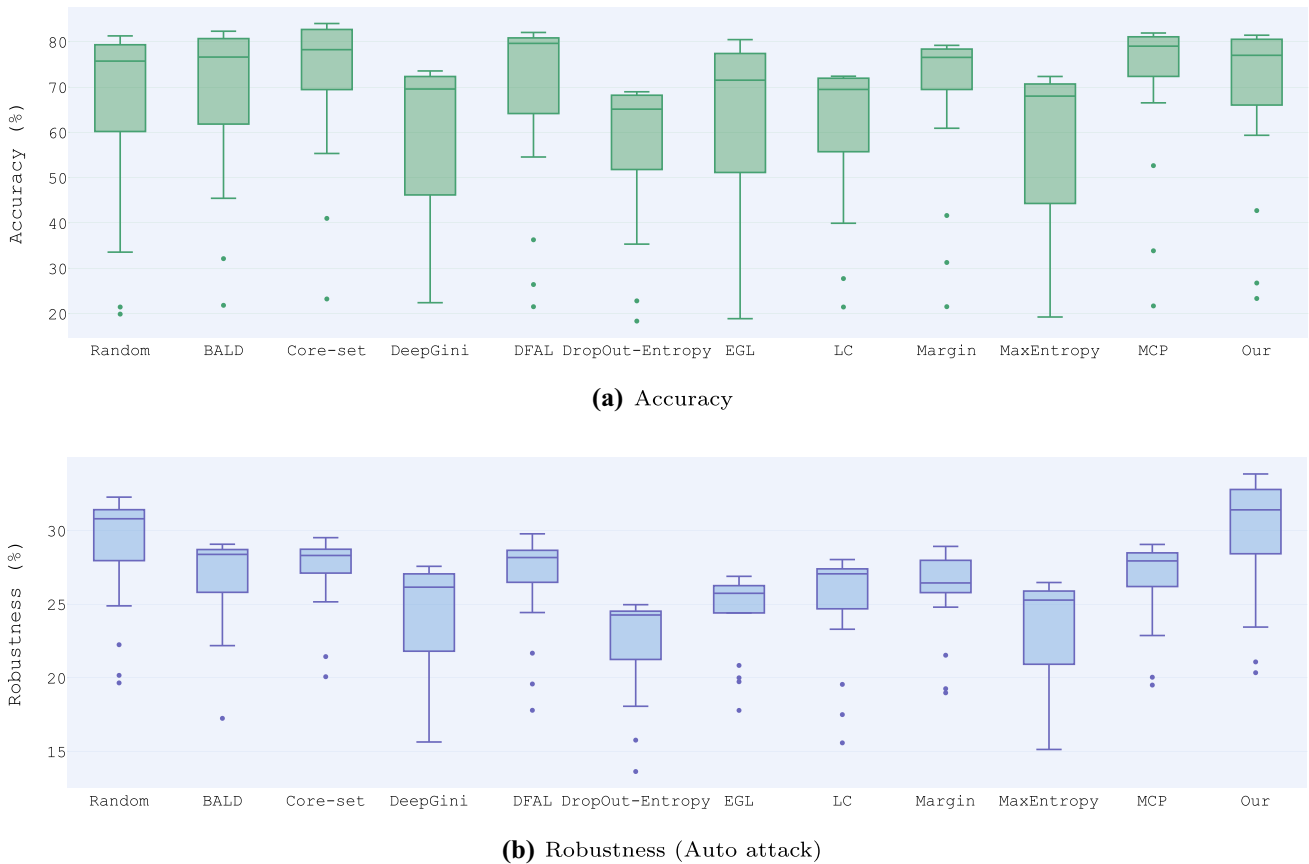 Accuracy (%)
80
70
60
50
40
30
20
Random BALD Core-set DeepGini DFAL DropOut-Entropy EGL LC Margin MaxEntropy MCP Our
(a) Accuracy
Robustness (%)
30
25
20
15
Random BALD Core-set DeepGini DFAL DropOut-Entropy EGL LC Margin MaxEntropy MCP Our
(b) Robustness (Auto attack)